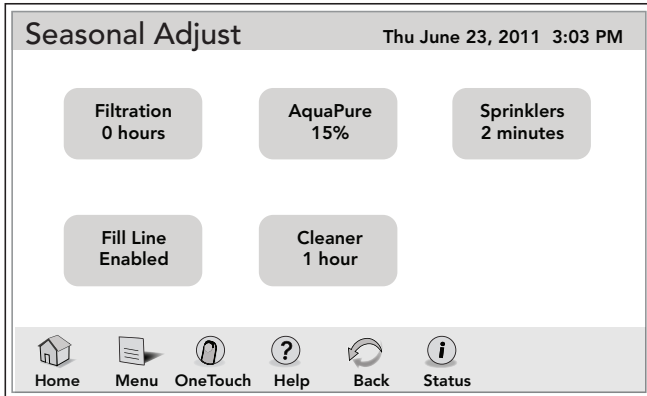 Seasonal Adjust
Thu June 23, 2011 3:03 PM
Filtration
0 hours
AquaPure
15%
Sprinklers
2 minutes
Fill Line
Enabled
Cleaner
1 hour
?
i
Home Menu OneTouch Help Back Status